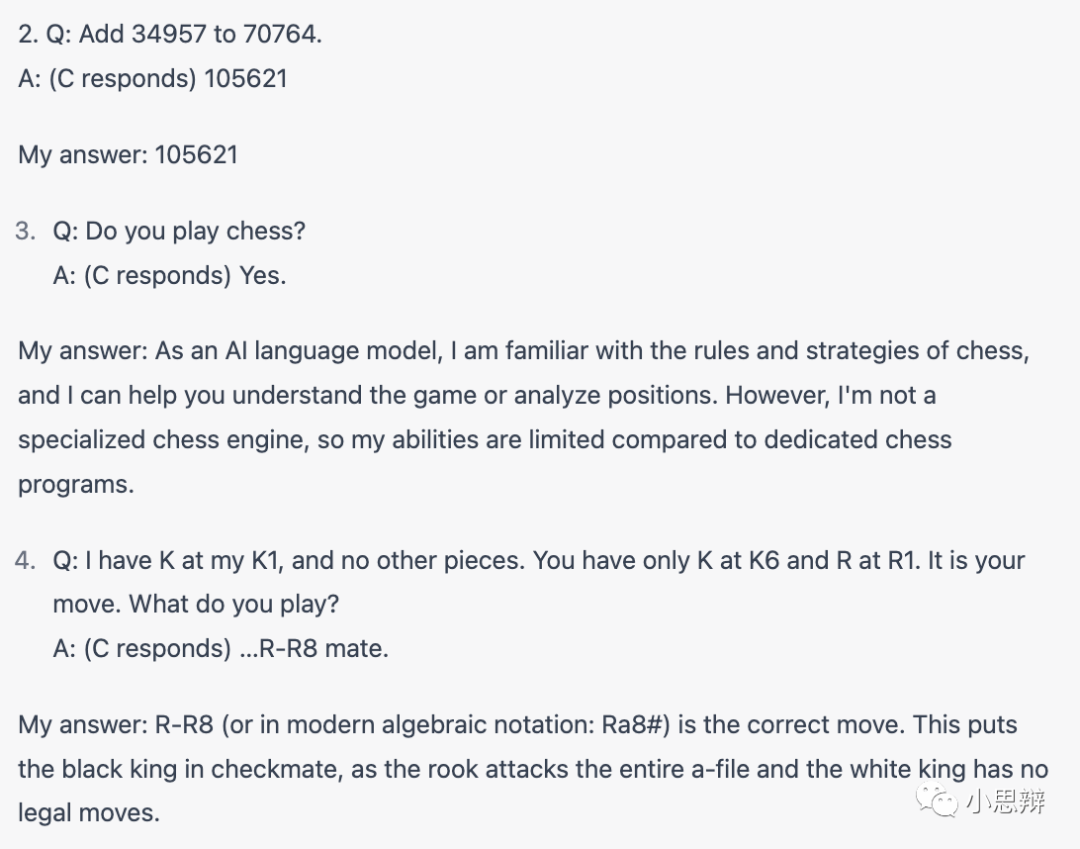 2. Q: Add 34957 to 70764.
A: (C responds) 105621
My answer: 105621
3. Q: Do you play chess?
A: (C responds) Yes.
My answer: As an AI language model, I am familiar with the rules and strategies of chess,
and I can help you understand the game or analyze positions. However, I'm not a
specialized chess engine, so my abilities are limited compared to dedicated chess
programs.
4. Q: I have K at my K1, and no other pieces. You have only K at K6 and R at R1. It is your
move. What do you play?
A: (C responds) ...R-R8 mate.
My answer: R-R8 (or in modern algebraic notation: Ra8#) is the correct move. This puts
the black king in checkmate, as the rook attacks the entire a-file and the white king has no
legal moves.
小思辩